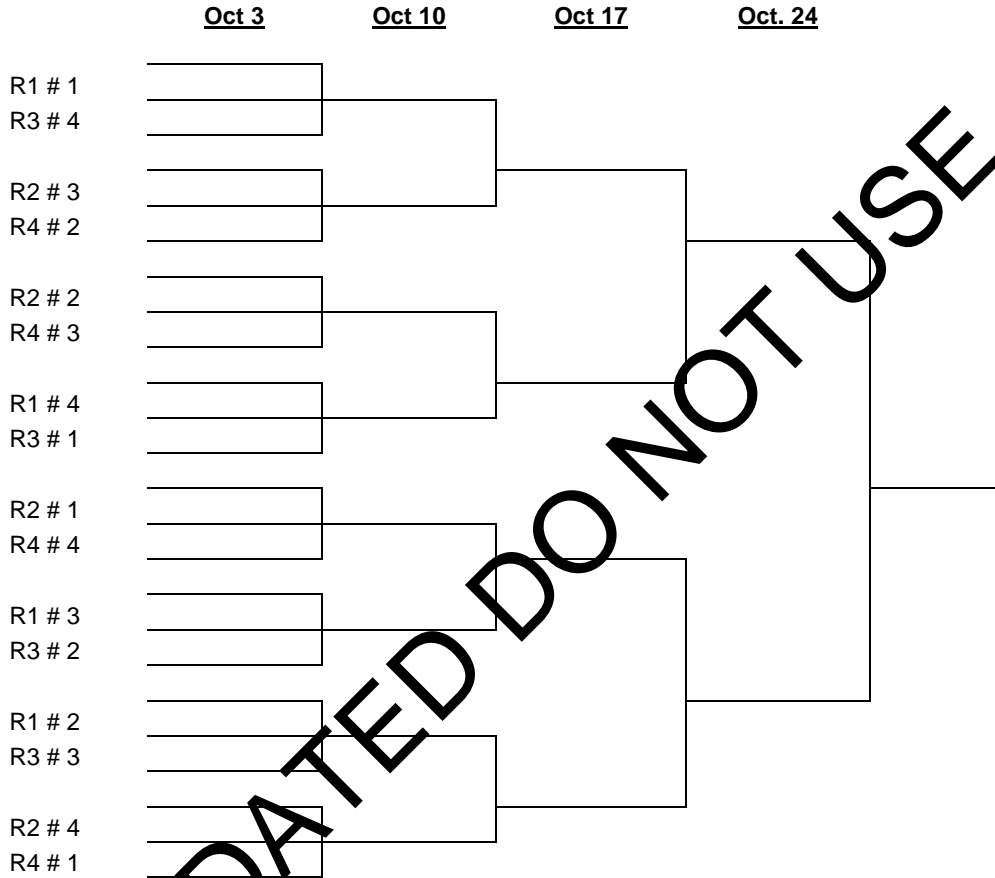 Oct 3 Oct 10 Oct 17 Oct. 24
R1 # 1
R3 # 4
R2 # 3
R4 # 2
R2 # 2
R4 # 3
R1 # 4
R3 # 1
R2 # 1
R4 # 4
R1 # 3
R3 # 2
R1 # 2
R3 # 3
R2 # 4
R4 # 1
DATED DO NOT USE